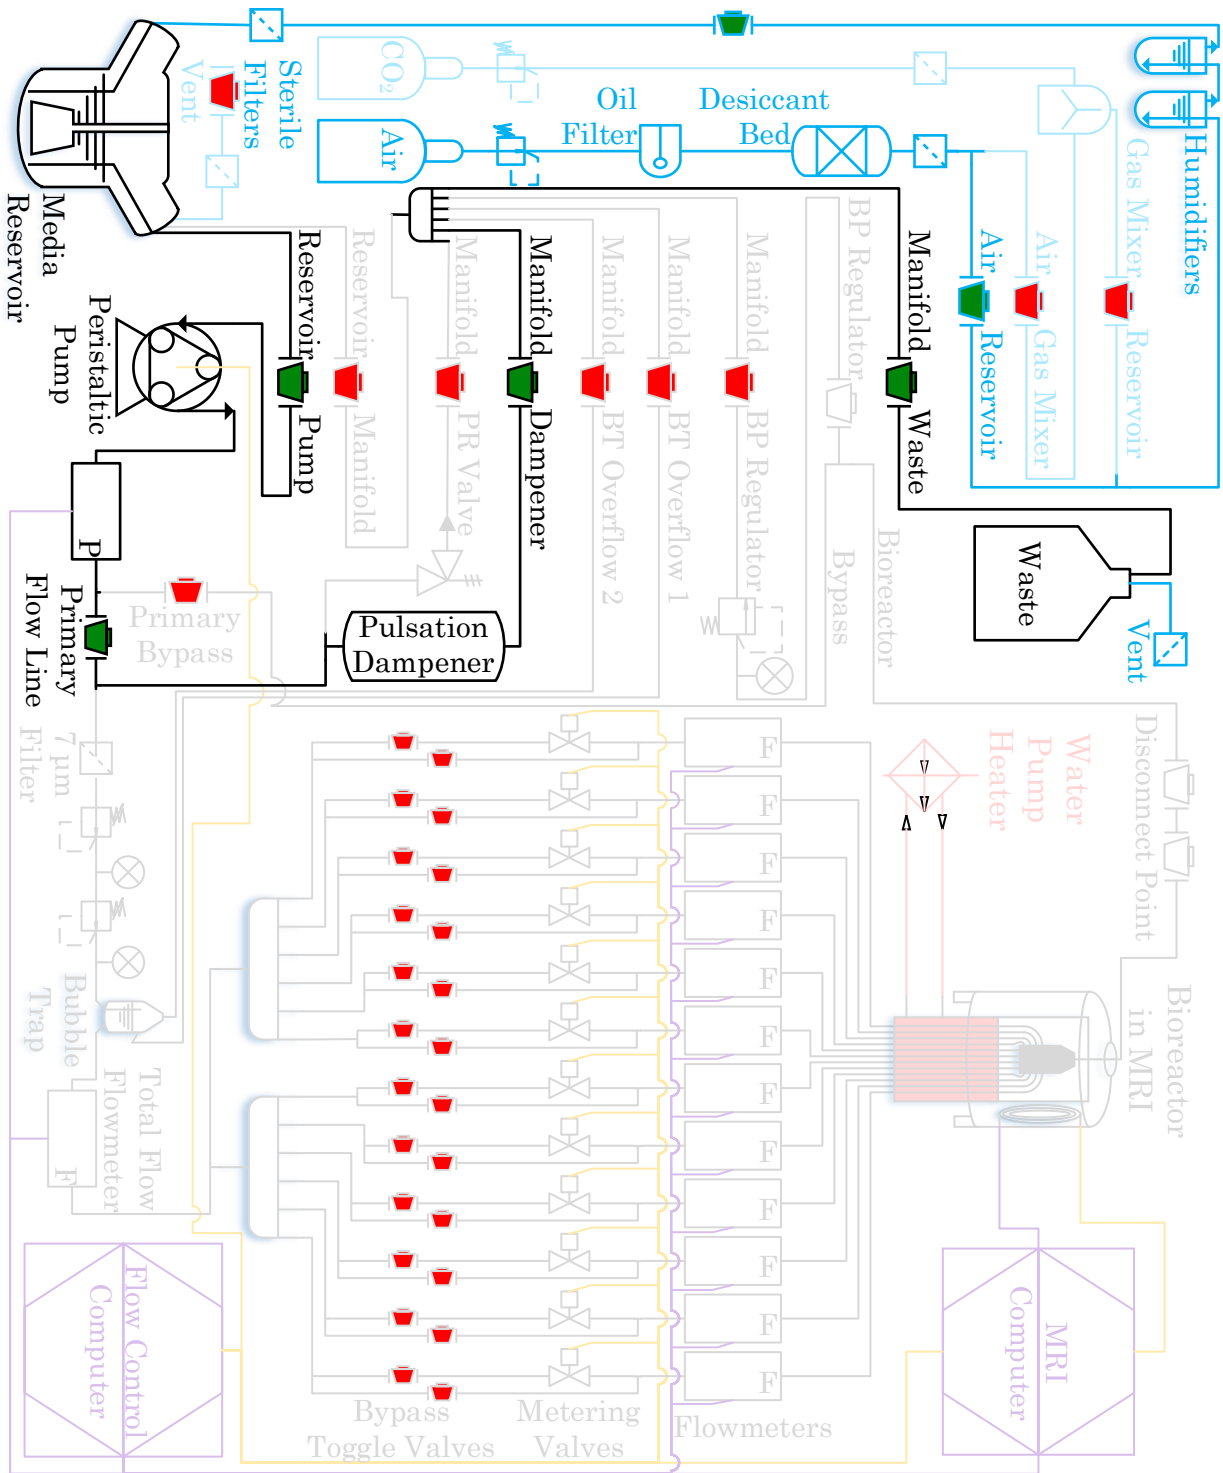 Sterile
Filters
Vent
CO2
Air
Oil
Filter
Desiccant
Bed
Humidifiers
Gas Mixer
Reservoir
Air
Gas Mixer
Air
Reservoir
Media
Reservoir
Peristaltic
Pump
Reservoir
Pump
Reservoir
Manifold
Manifold
PR Valve
Manifold
Dampener
Manifold
BT Overflow 2
Manifold
BT Overflow 1
Manifold
BP Regulator
BP Regulator
Bypass
Bioreactor
Manifold
Waste
Waste
Vent
P
Primary
Flow Line
Primary
Bypass
Pulsation
Dampener
7 μm
Filter
Bubble
Trap
Total Flow
Flowmeter
F
Water
Pump
Heater
Disconnect Point
Bioreactor
in MRI
F
F
F
F
F
F
F
F
F
F
F
F
Flow Control
Computer
MRI
Computer
Bypass
Toggle Valves
Metering
Valves
Flowmeters